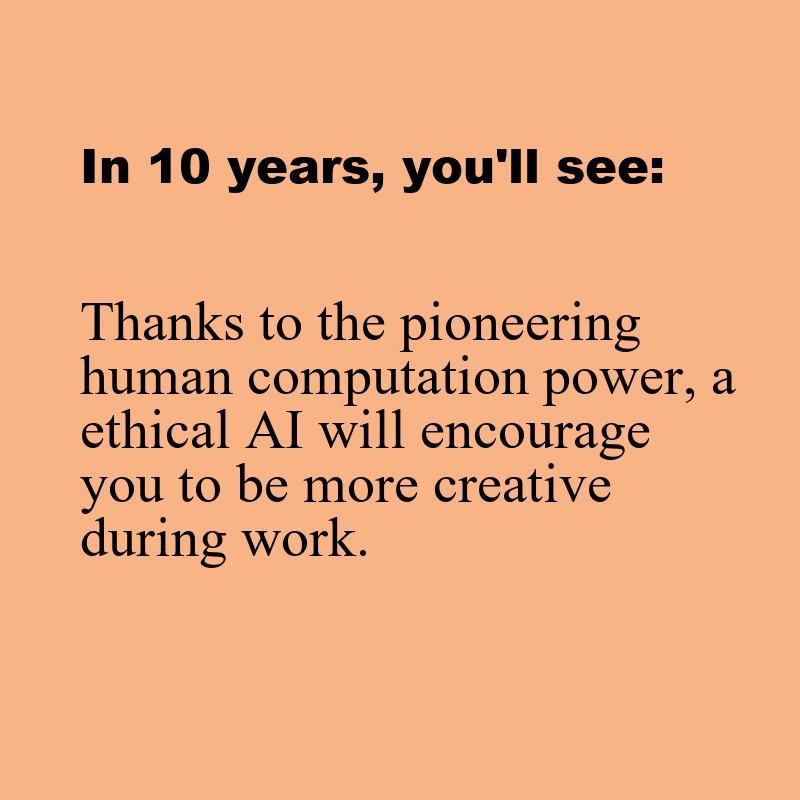 In 10 years, you'll see:
Thanks to the pioneering
human computation power, a
ethical AI will encourage
you to be more creative
during work.